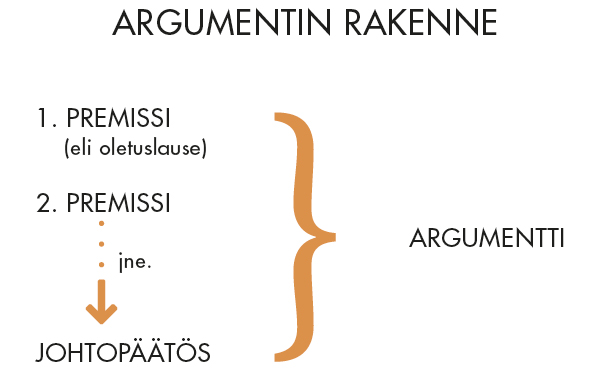 ARGUMENTIN RAKENNE
1. PREMISSI
(eli oletuslause)
2. PREMISSI
jne.
JOHTOPÄÄTÖS
ARGUMENTTI